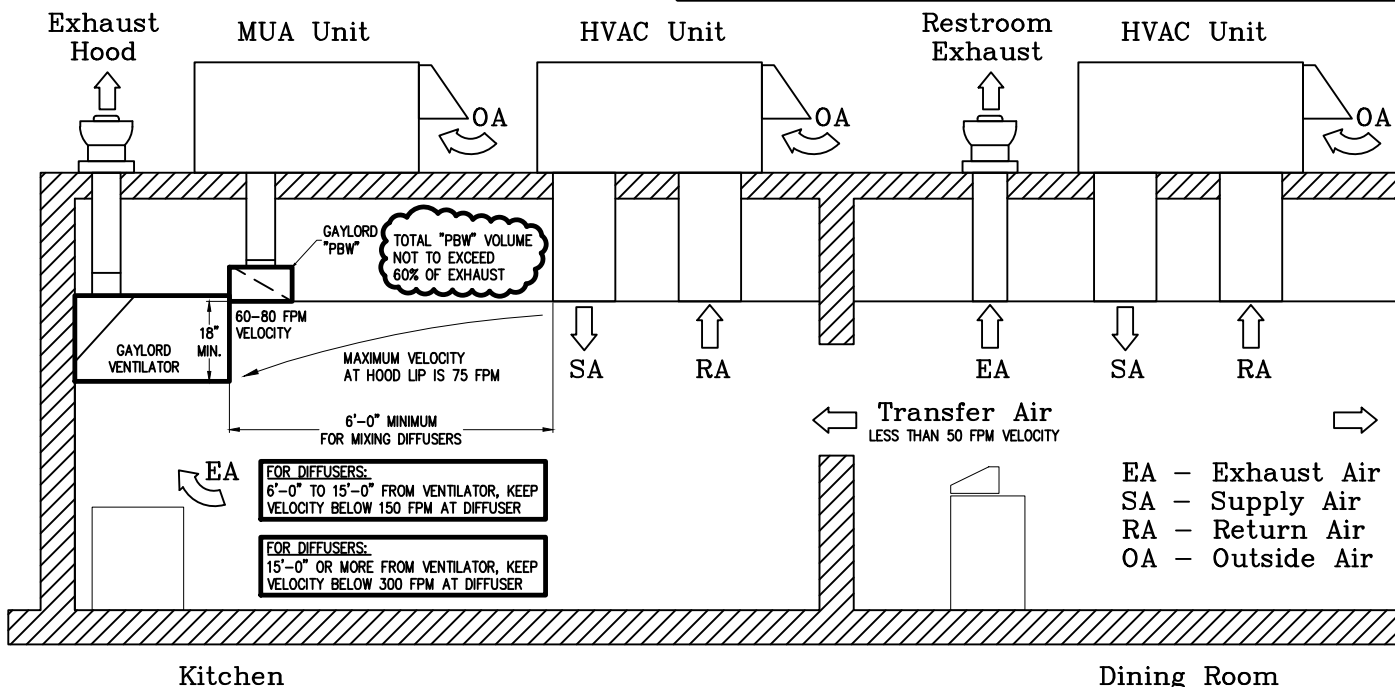 Exhaust
Hood
MUA Unit
HVAC Unit
Restroom
Exhaust
HVAC Unit
OA
OA
OA
GAYLORD
"PBW"
TOTAL "PBW" VOLUME
NOT TO EXCEED
60% OF EXHAUST
60-80 FPM
VELOCITY
18"
MIN.
GAYLORD
VENTILATOR
MAXIMUM VELOCITY
AT HOOD LIP IS 75 FPM
SA
RA
EA
SA
RA
6'-0" MINIMUM
FOR MIXING DIFFUSERS
Transfer Air
LESS THAN 50 FPM VELOCITY
EA
FOR DIFFUSERS:
6'-0" TO 15'-0" FROM VENTILATOR, KEEP
VELOCITY BELOW 150 FPM AT DIFFUSER
FOR DIFFUSERS:
15'-0" OR MORE FROM VENTILATOR, KEEP
VELOCITY BELOW 300 FPM AT DIFFUSER
EA - Exhaust Air
SA - Supply Air
RA - Return Air
OA - Outside Air
Kitchen
Dining Room